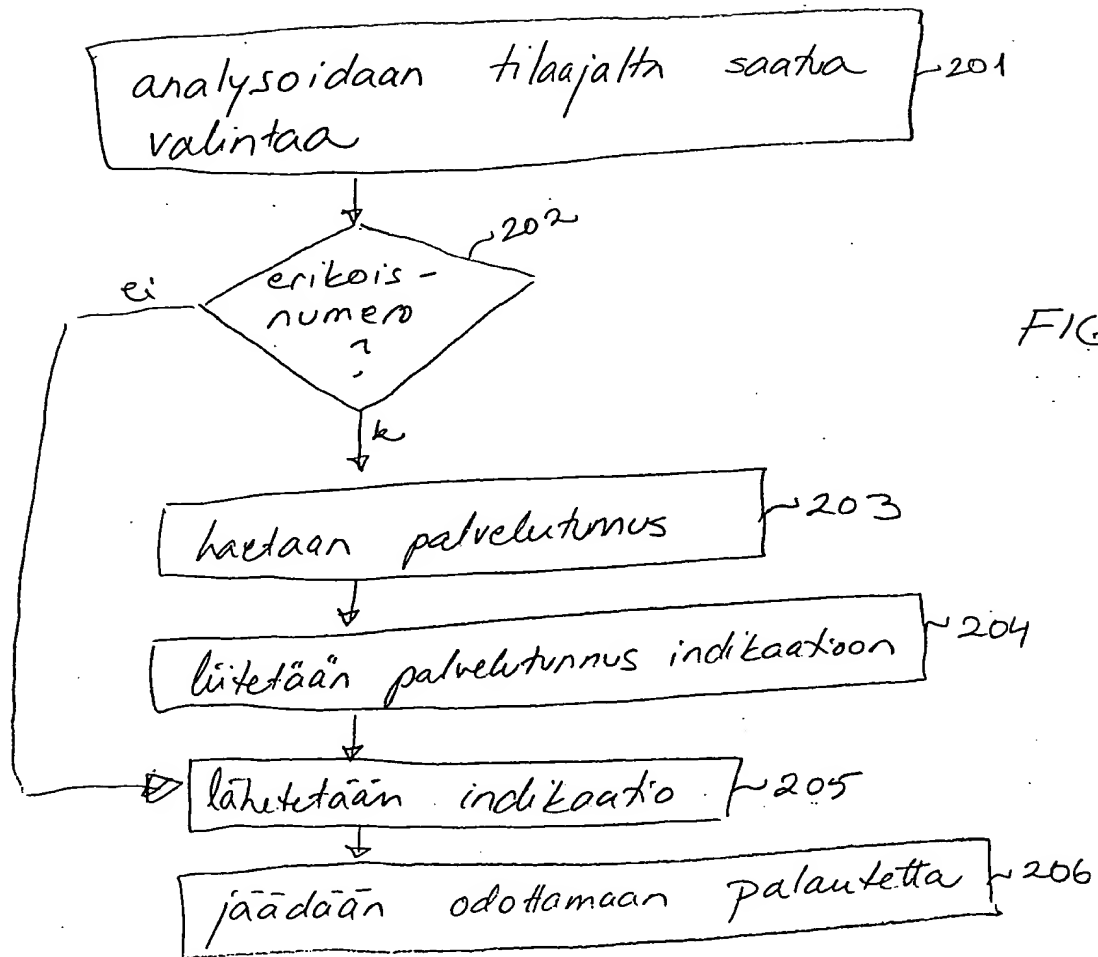 analysoidaan tilaajalta saatua 201
valintaa
202
ei
erikois-
numero
?
k
FIG
haetaan palvelutunnus 203
liitetään palvelutunnus indikaatioon 204
lähetetään indikaatio 205
jäädään odottamaan palautetta 206